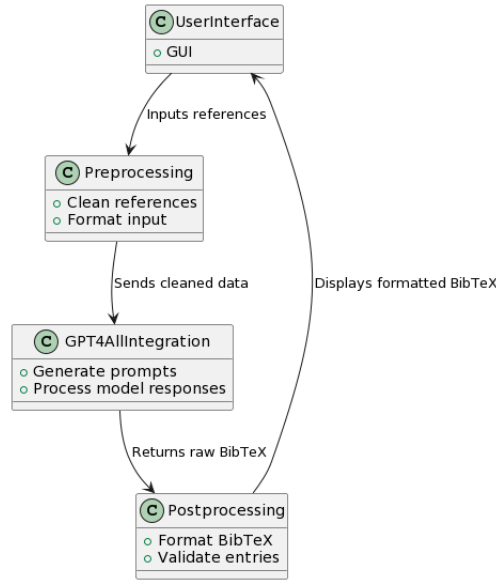 C UserInterface
GUI
Inputs references
C Preprocessing
Clean references
Format input
Sends cleaned data
Displays formatted BibTeX
C GPT4AllIntegration
Generate prompts
Process model responses
Returns raw BibTeX
C Postprocessing
Format BibTeX
Validate entries